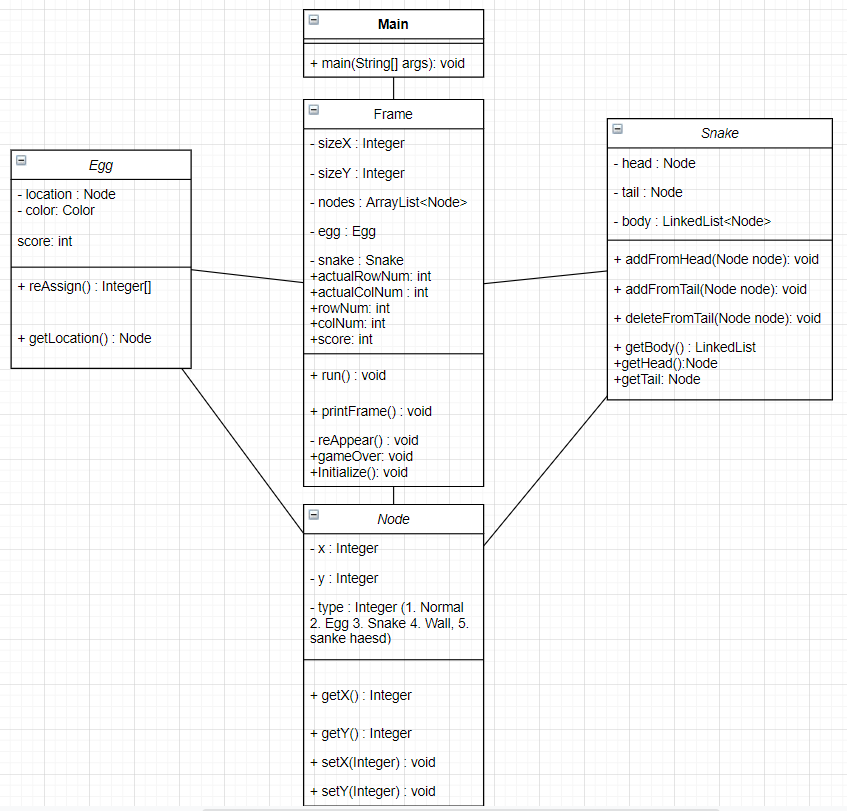 Main
+ main(String[] args): void
Frame
- sizeX : Integer
- sizeY : Integer
- nodes : ArrayList<Node>
- egg : Egg
- snake : Snake
+actualRowNum: int
+actualColNum : int
+rowNum: int
+colNum: int
+score: int
+ run() : void
+ printFrame() : void
- reAppear() : void
+gameOver: void
+Initialize(): void
Egg
- location : Node
- color: Color
score: int
+ reAssign() : Integer[]
+ getLocation() : Node
Snake
- head : Node
- tail : Node
- body : LinkedList<Node>
+ addFromHead(Node node): void
+ addFromTail(Node node): void
+ deleteFromTail(Node node): void
+ getBody() : LinkedList
+getHead():Node
+getTail: Node
Node
- x : Integer
- y : Integer
- type : Integer (1. Normal
2. Egg 3. Snake 4. Wall, 5.
sanke haesd)
+ getX() : Integer
+ getY() : Integer
+ setX(Integer) : void
+ setY(Integer) : void